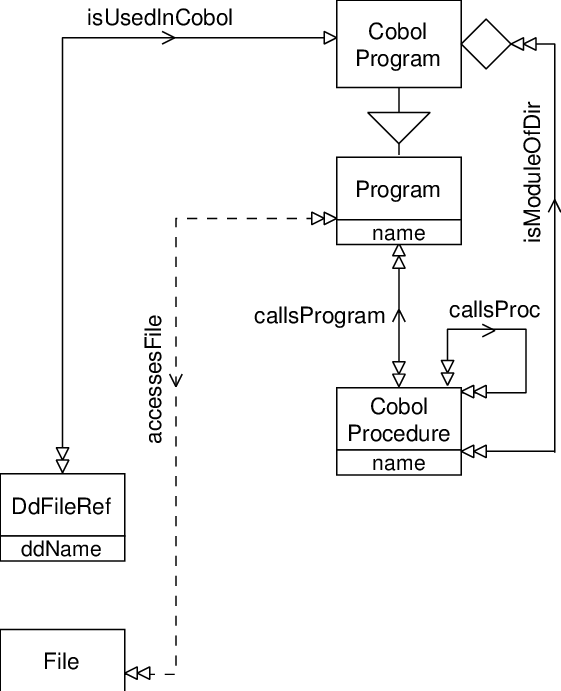 isUsedInCobol
Cobol
Program
isModuleOfDir
Program
name
callsProgram
callsProc
accessesFile
Cobol
Procedure
name
DdFileRef
ddName
File